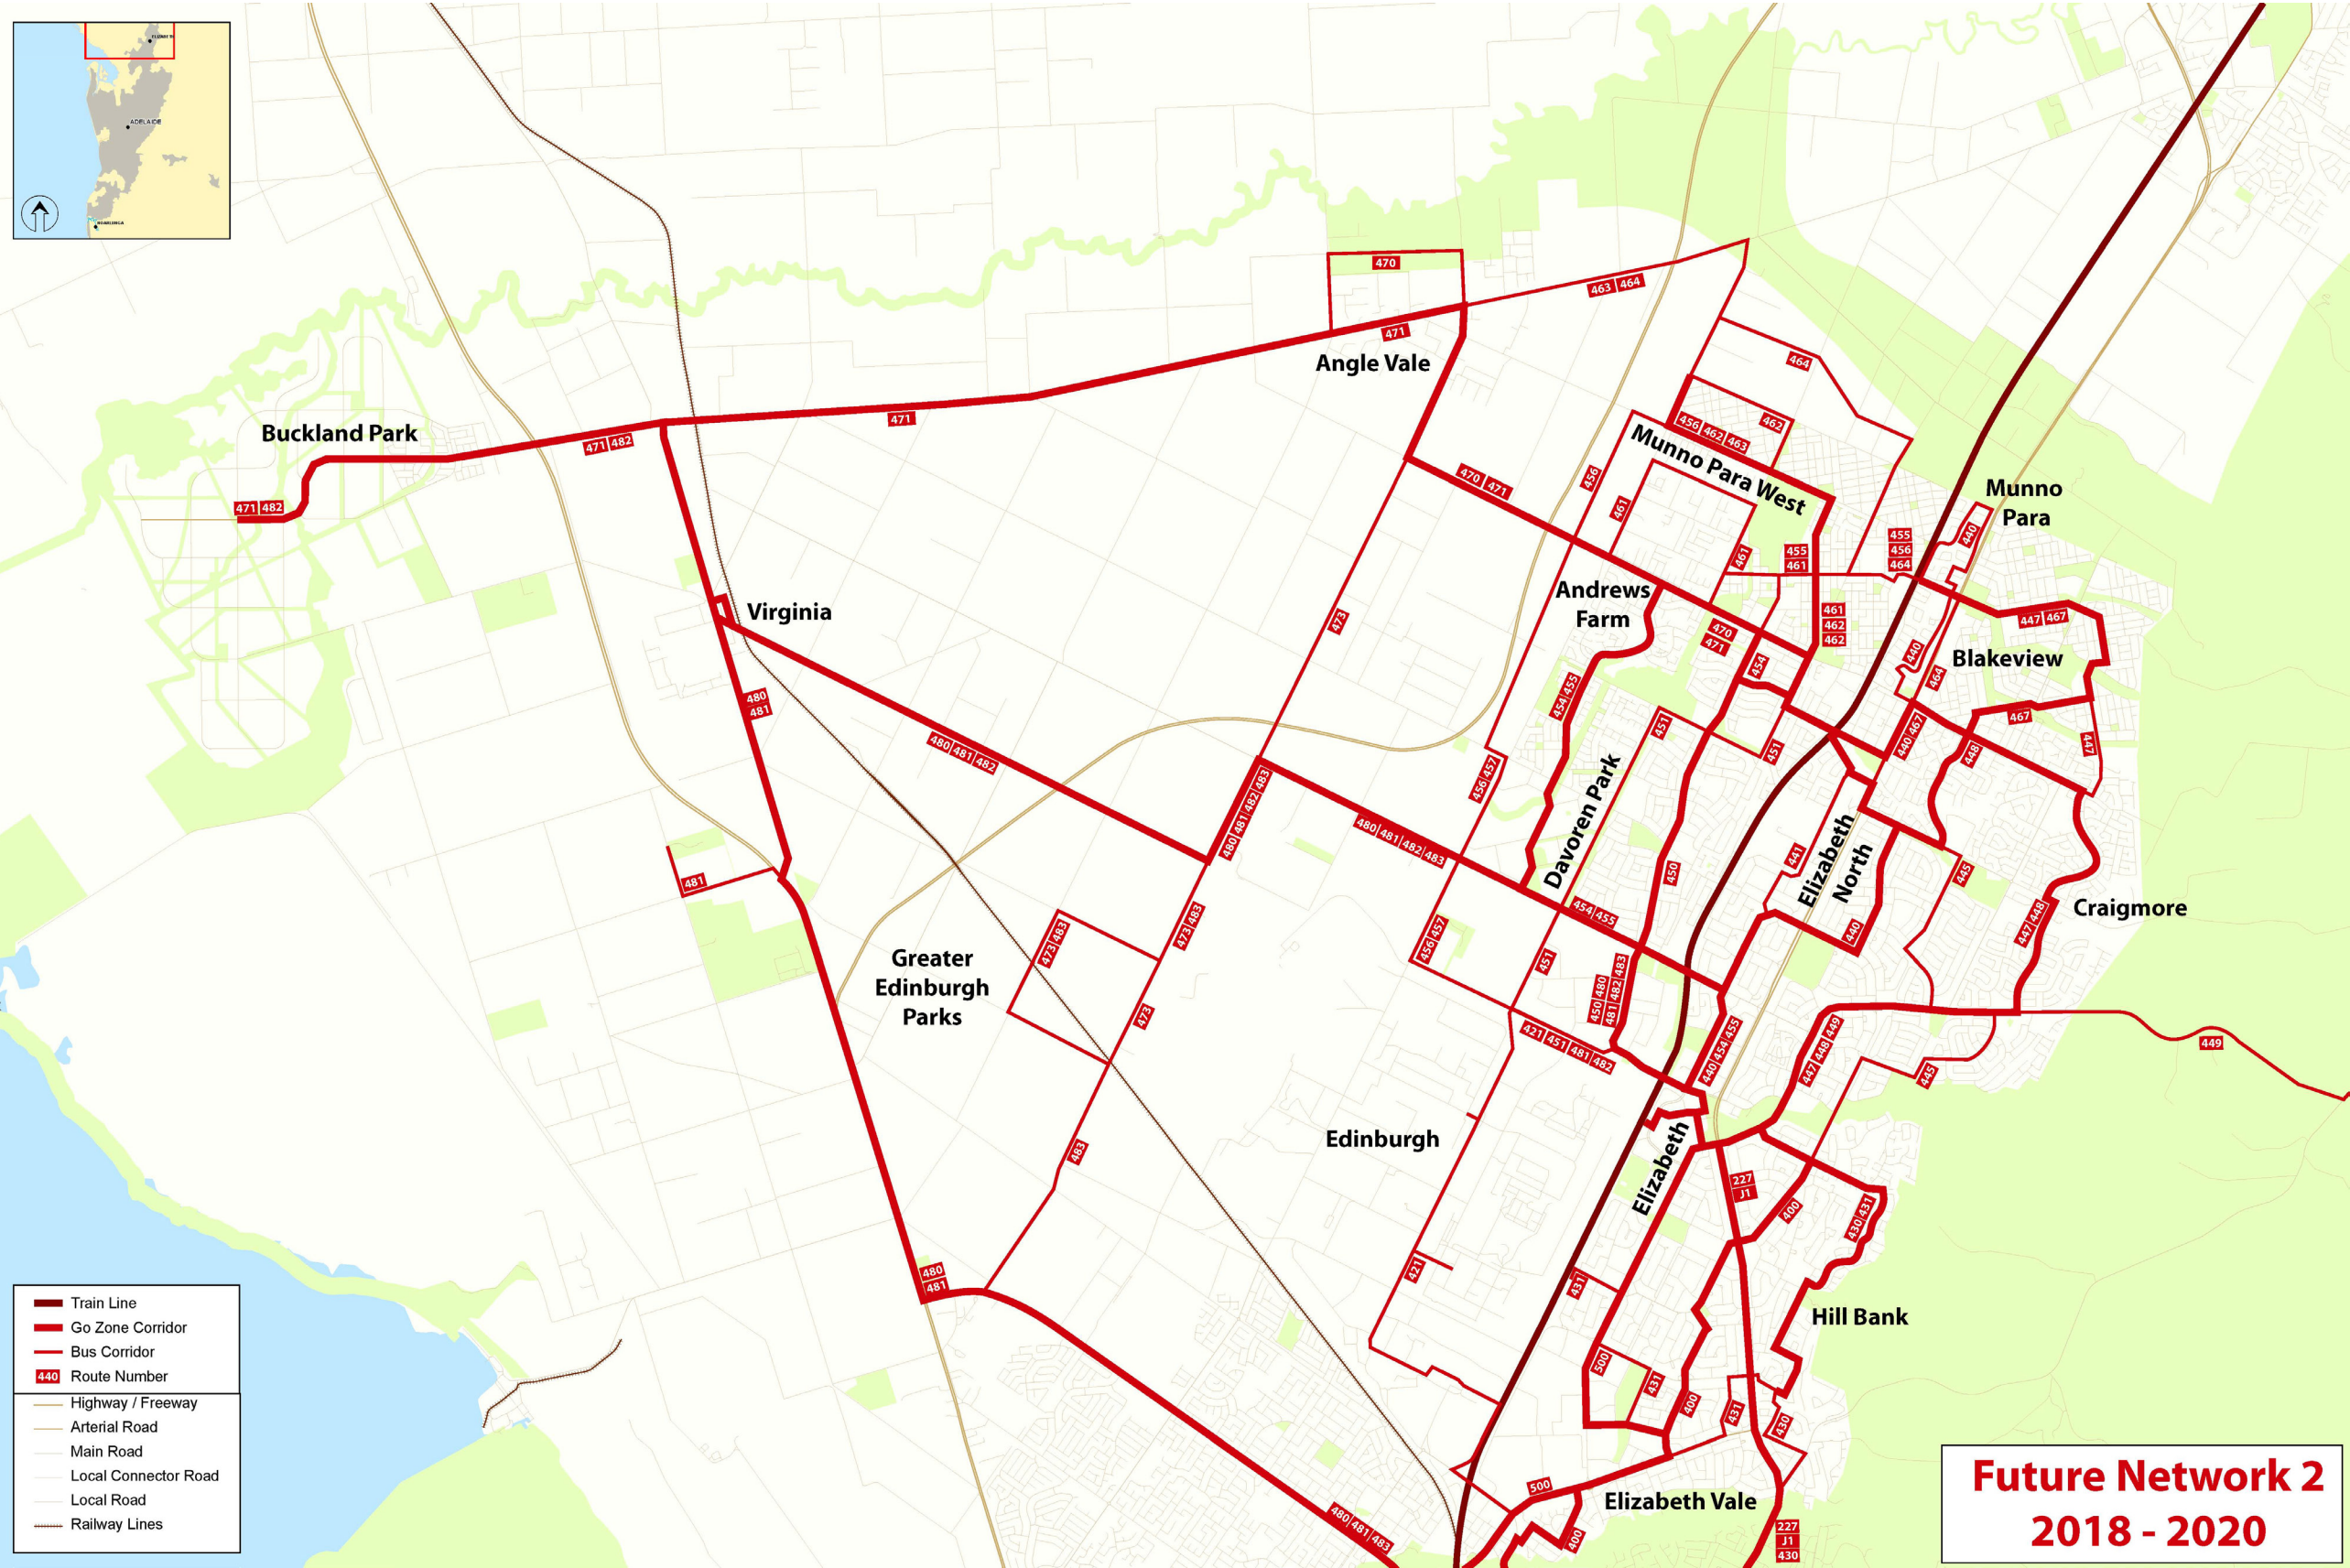 ADELAIDE
470
463 464
471
Angle Vale
464
471
Buckland Park
471 482
456 462 463
462
Munno Para West
470 471
456
461
Munno
Para
440
471 482
461
455
461
455
456
464
Andrews
Farm
Virginia
473
461
462
462
447 467
470
471
454
440
464
Blakeview
480
481
454 455
451
451
467
440 467
448
447
480 481 482
456 457
Davoren Park
480 481 482 483
480 481 482 483
441
Elizabeth
North
450
445
481
454 455
440
Craigmore
447 448
473 483
456 457
473 483
Greater
Edinburgh
Parks
451
450 480
481 482 483
473
421 451 481 482
440 454 455
447 448 449
449
445
Edinburgh
483
Elizabeth
227
J1
400
430 431
480
481
421
431
Hill Bank
500
431
400
431
430
500
Elizabeth Vale
400
480 481 483
227
J1
430
Train Line
Go Zone Corridor
Bus Corridor
440 Route Number
Highway / Freeway
Arterial Road
Main Road
Local Connector Road
Local Road
Railway Lines
Future Network 2
2018 - 2020